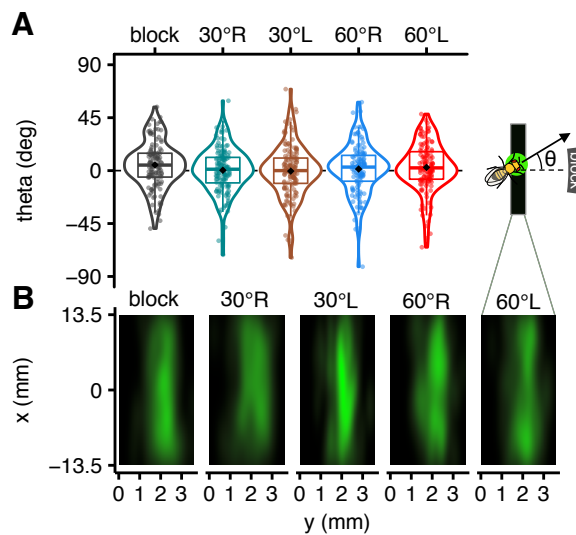 A
block 30°R 30°L 60°R 60°L
90
45
0
−45
−90
theta (deg)
θ
block
B
block 30°R 30°L 60°R 60°L
13.5
0
−13.5
x (mm)
0 1 2 3 0 1 2 3 0 1 2 3 0 1 2 3 0 1 2 3
y (mm)